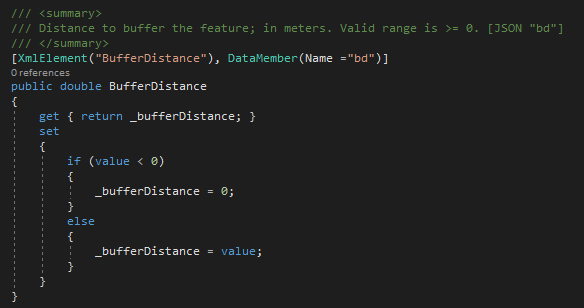 /// <summary>
/// Distance to buffer the feature; in meters. Valid range is >= 0. [JSON "bd"]
/// </summary>
[XmlElement("BufferDistance"), DataMember(Name ="bd")]
0 references
public double BufferDistance
{
    get { return _bufferDistance; }
    set
    {
        if (value < 0)
        {
            _bufferDistance = 0;
        }
        else
        {
            _bufferDistance = value;
        }
    }
}